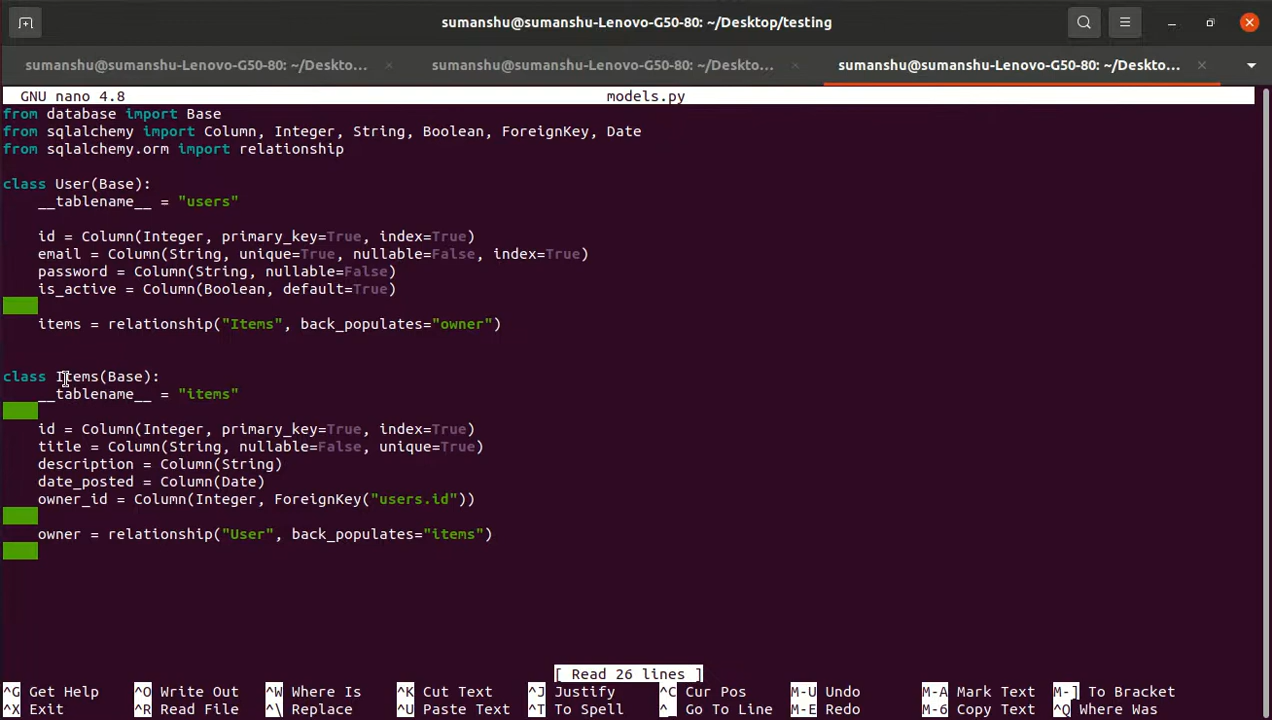 sumanshu@sumanshu-Lenovo-G50-80: ~/Desktop/testing
sumanshu@sumanshu-Lenovo-G50-80: ~/Deskto... × sumanshu@sumanshu-Lenovo-G50-80: ~/Deskto... × sumanshu@sumanshu-Lenovo-G50-80: ~/Deskto... ×
GNU nano 4.8 models.py
from database import Base
from sqlalchemy import Column, Integer, String, Boolean, ForeignKey, Date
from sqlalchemy.orm import relationship
class User(Base):
    __tablename__ = "users"
    id = Column(Integer, primary_key=True, index=True)
    email = Column(String, unique=True, nullable=False, index=True)
    password = Column(String, nullable=False)
    is_active = Column(Boolean, default=True)
    items = relationship("Items", back_populates="owner")
class Items(Base):
    __tablename__ = "items"
    id = Column(Integer, primary_key=True, index=True)
    title = Column(String, nullable=False, unique=True)
    description = Column(String)
    date_posted = Column(Date)
    owner_id = Column(Integer, ForeignKey("users.id"))
    owner = relationship("User", back_populates="items")
[ Read 26 lines ]
^G Get Help ^O Write Out ^W Where Is ^K Cut Text ^J Justify ^C Cur Pos M-U Undo M-A Mark Text M-] To Bracket
^X Exit ^R Read File ^\ Replace ^U Paste Text ^T To Spell ^_ Go To Line M-E Redo M-6 Copy Text ^Q Where Was